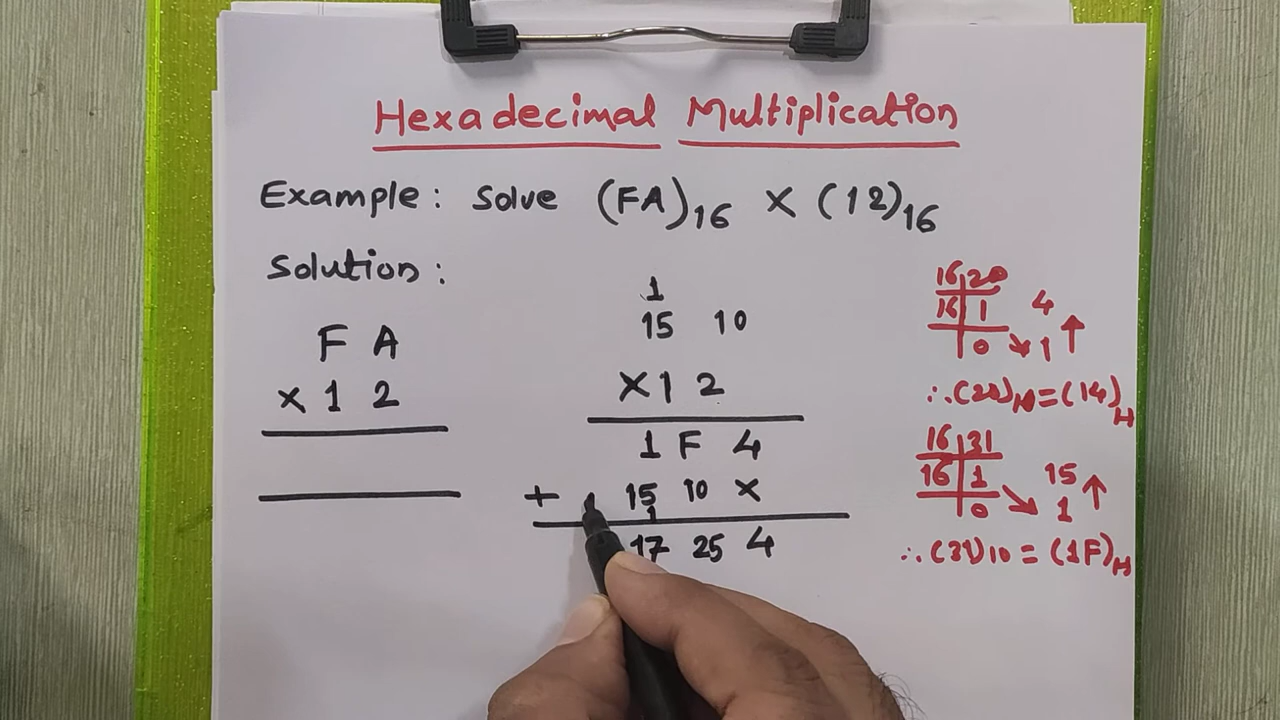 Hexadecimal Multiplication
Example: Solve (FA)16 × (12)16
Solution:
F A
× 1 2
1
15 10
× 1 2
1 F 4
+ 15 10 ×
1
17 25 4
16 20
16 1 4
0 1
∴ (20)10 = (14)H
16 31
16 1 15
0 1
∴ (31)10 = (1F)H